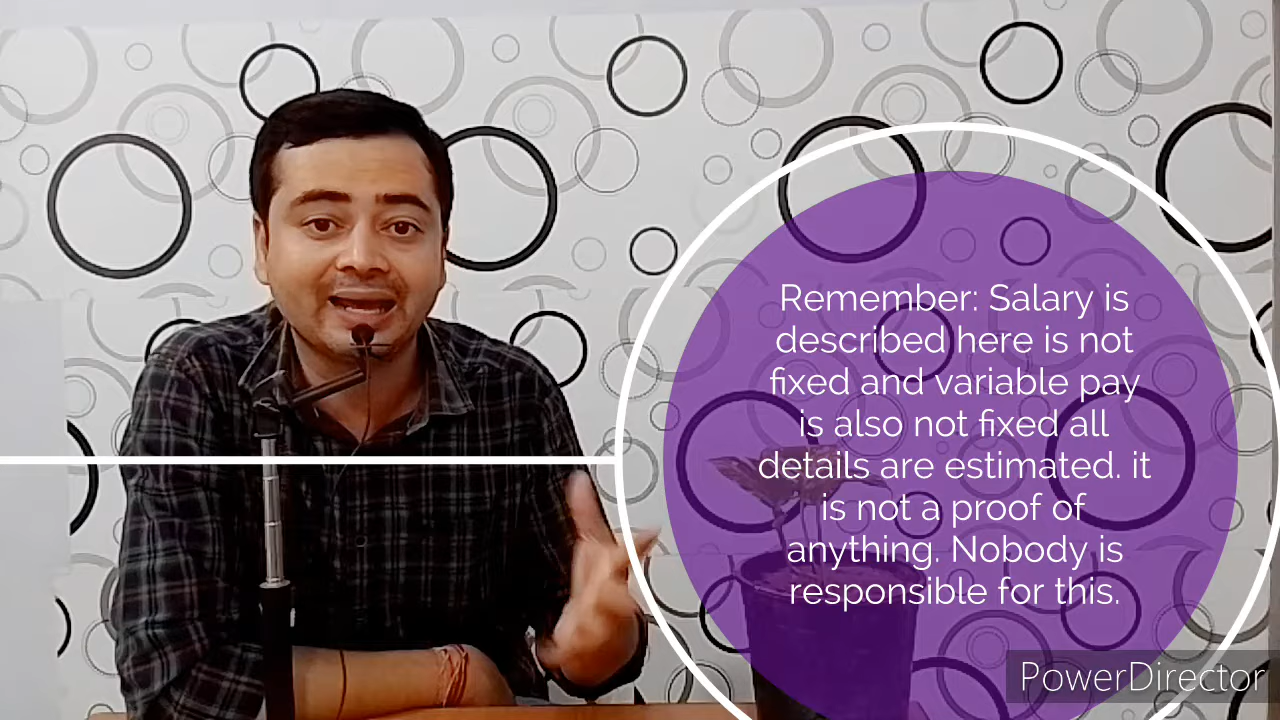 Remember: Salary is
described here is not
fixed and variable pay
is also not fixed all
details are estimated. it
is not a proof of
anything. Nobody is
responsible for this.
PowerDirector